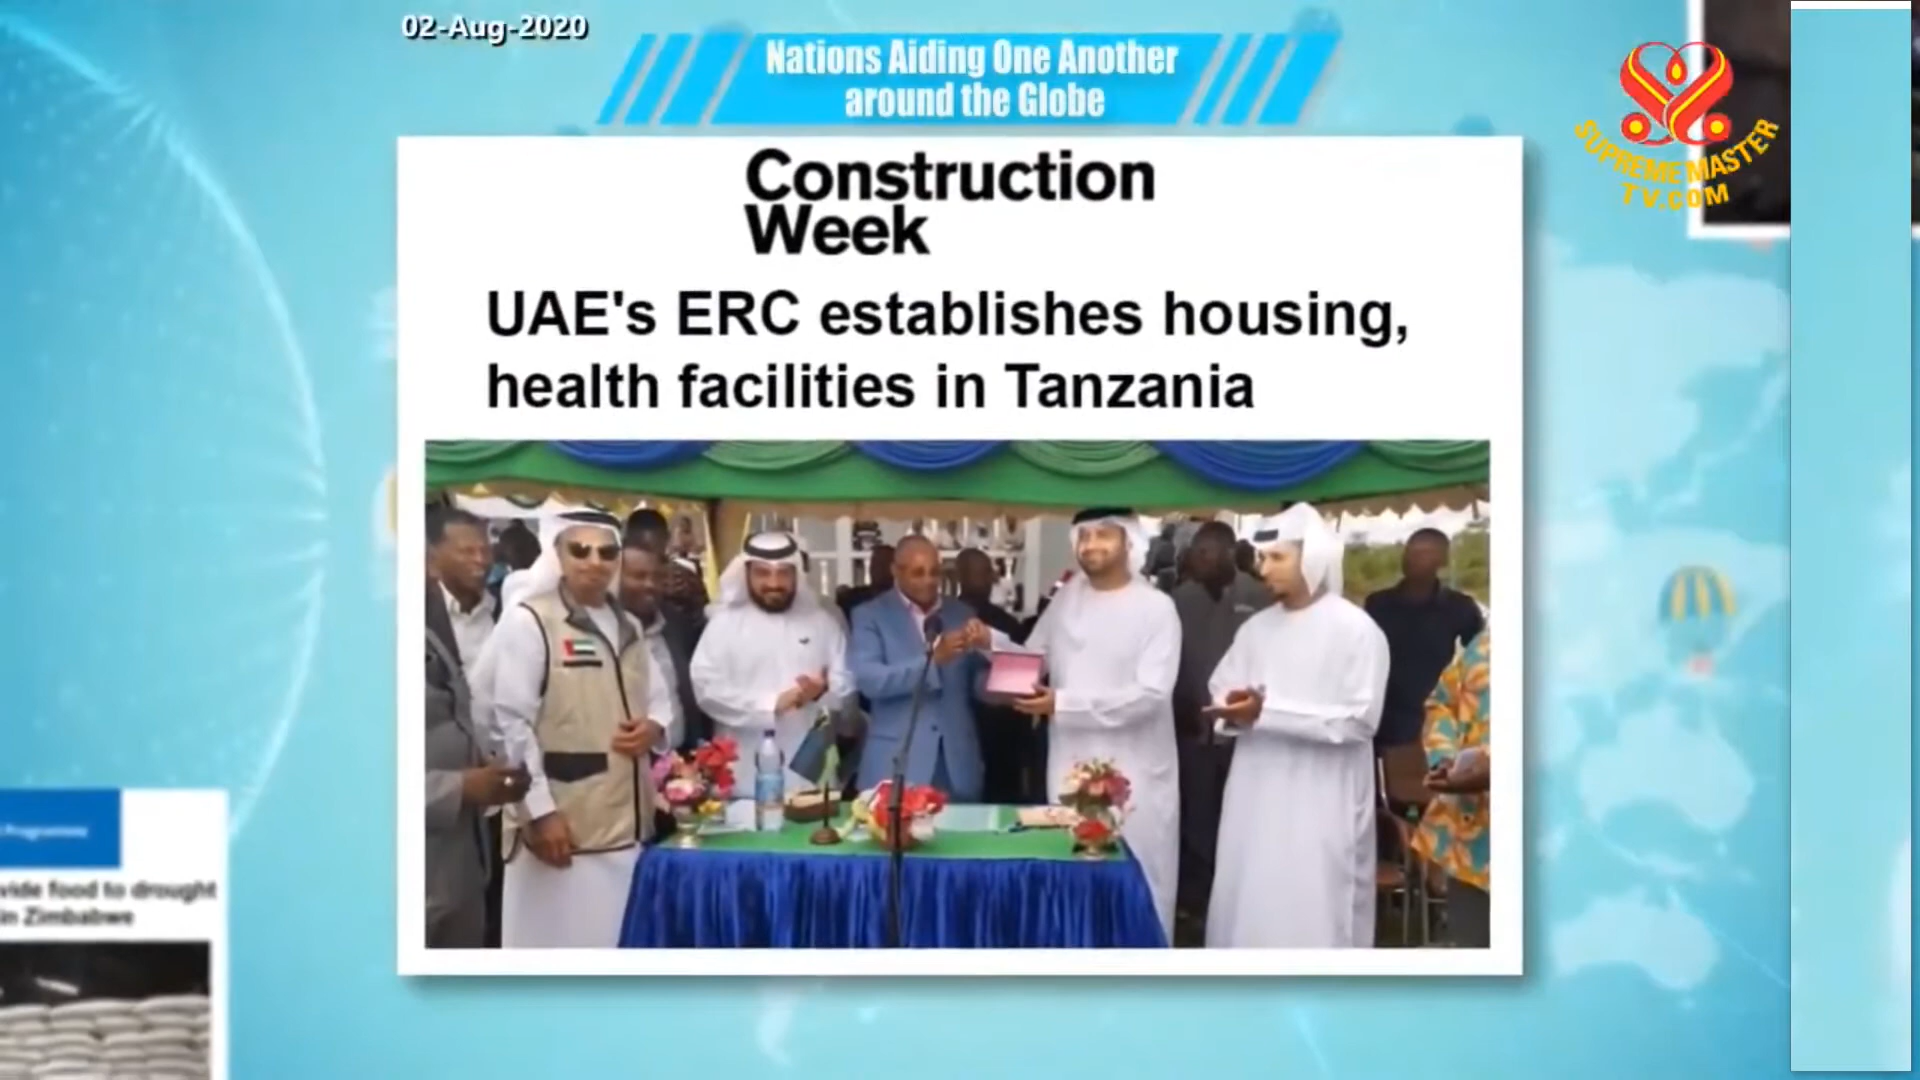 02-Aug-2020
Nations Aiding One Another
around the Globe
SUPREME MASTER
TV.COM
Construction
Week
UAE's ERC establishes housing,
health facilities in Tanzania
Programme
vide food to drought
in Zimbabwe